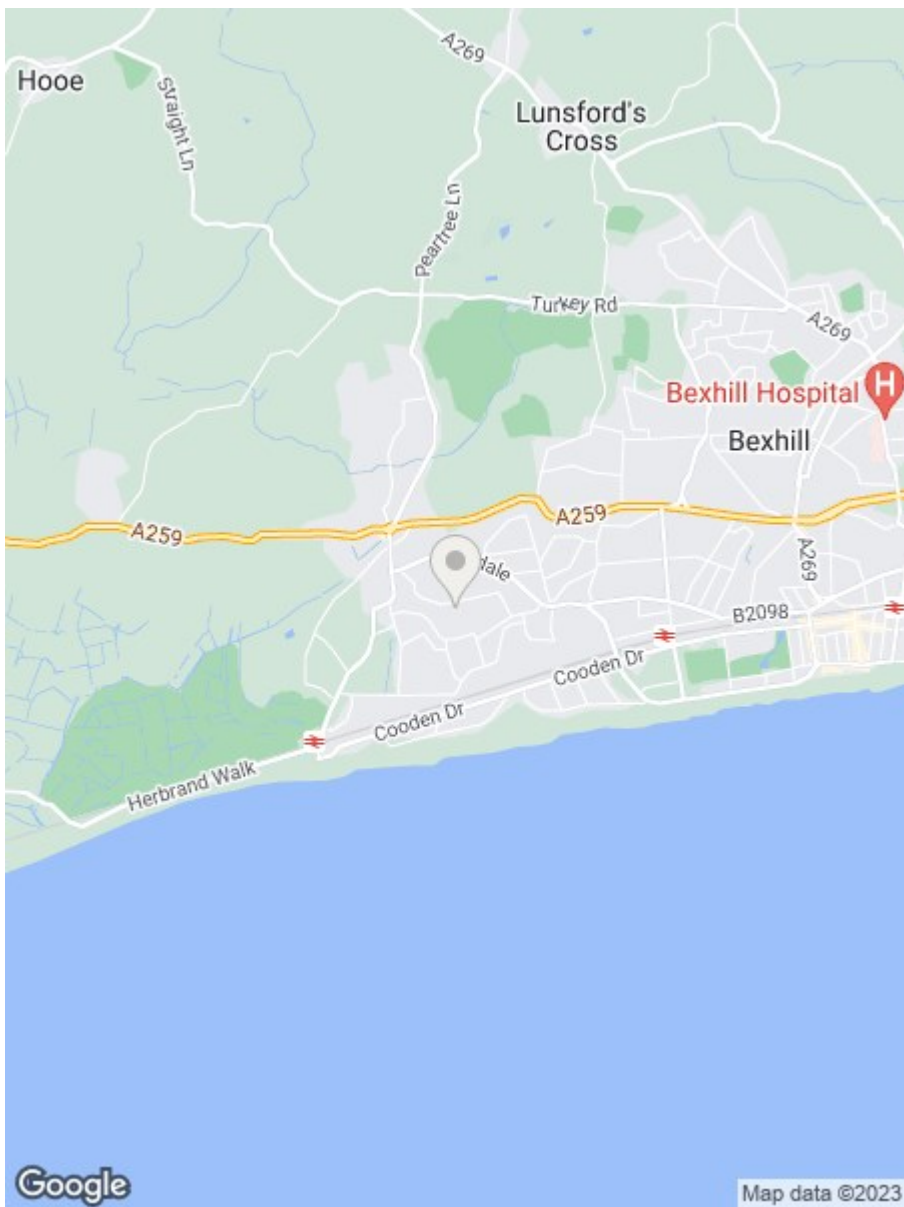 A269
Hooe
Straight Ln
Lunsford's
Cross
Peartree Ln
Turkey Rd
A269
Bexhill Hospital
H
Bexhill
A259
A259
dale
A269
B2098
Cooden Dr
Cooden Dr
Herbrand Walk
Google
Map data ©2023